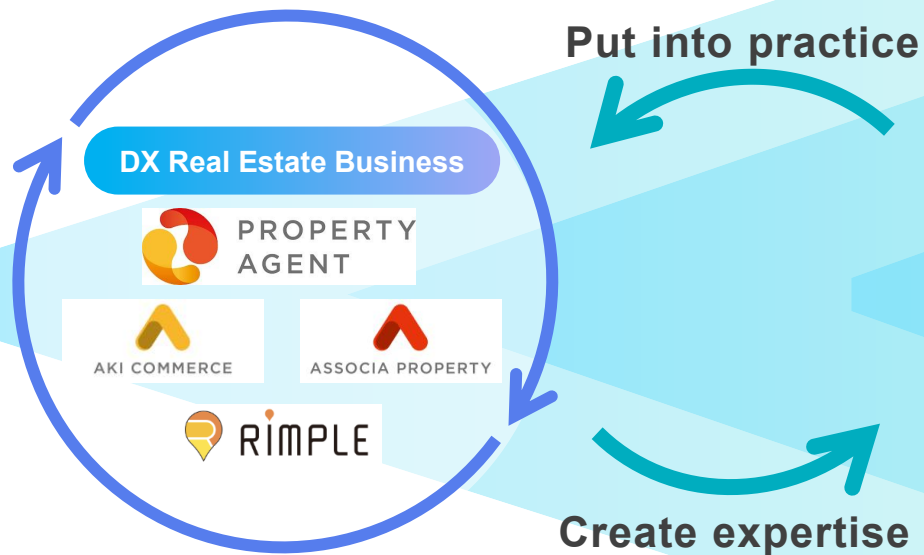 Put into practice
DX Real Estate Business
PROPERTY
AGENT
AKI COMMERCE
ASSOCIA PROPERTY
RIMPLE
Create expertise